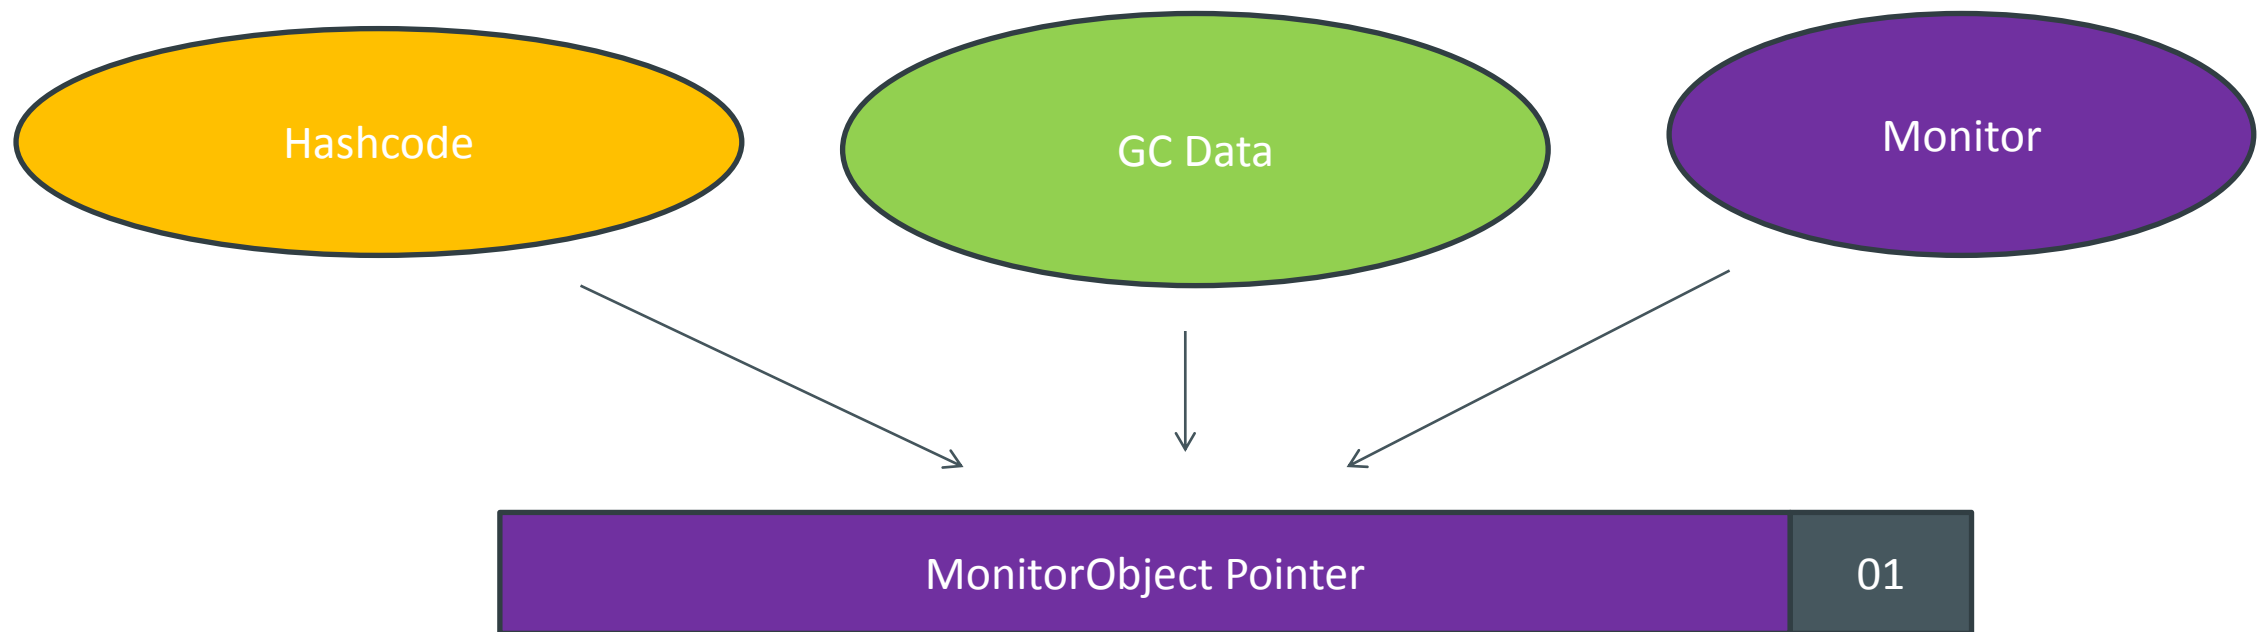 Hashcode
GC Data
Monitor
MonitorObject Pointer
01